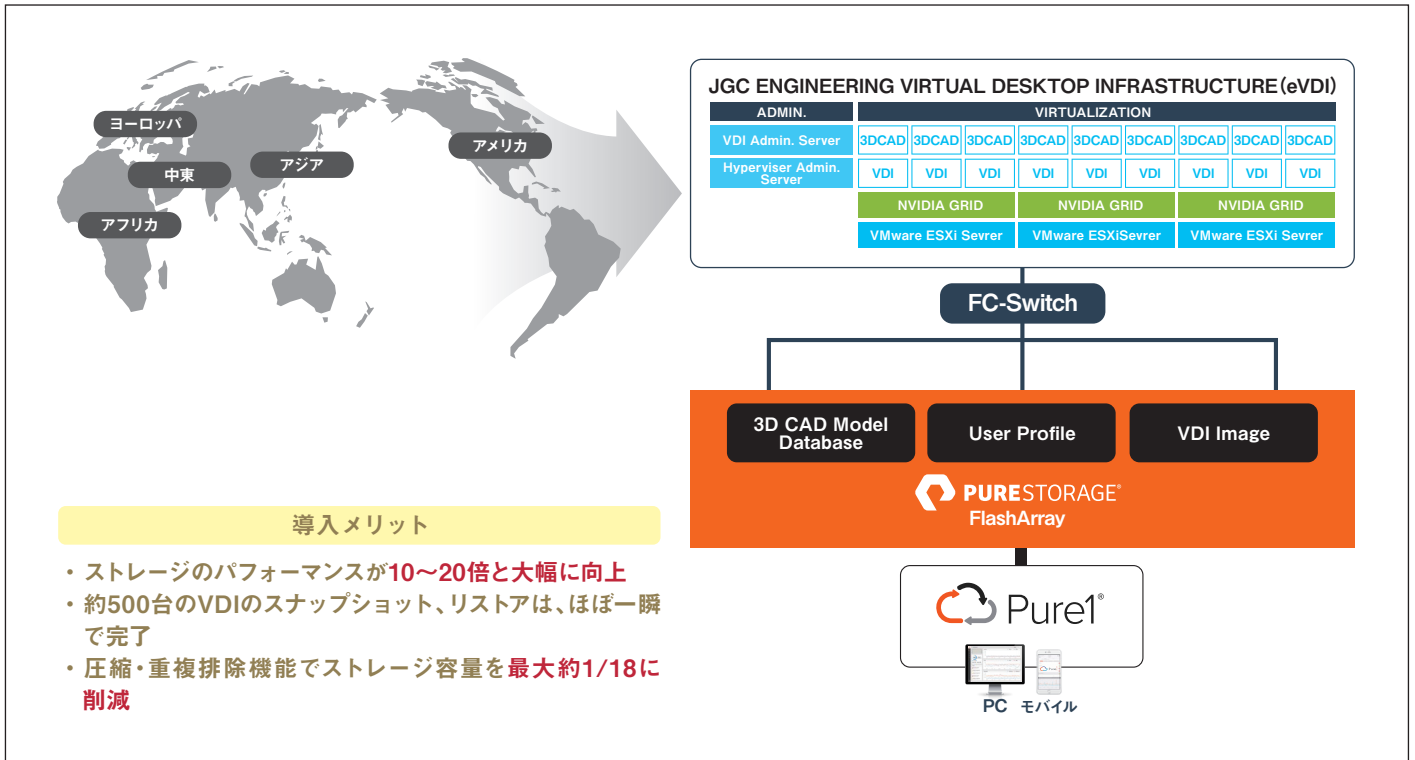 ヨーロッパ
中東
アジア
アフリカ
アメリカ
JGC ENGINEERING VIRTUAL DESKTOP INFRASTRUCTURE(eVDI)
ADMIN. VIRTUALIZATION
VDI Admin. Server 3DCAD 3DCAD 3DCAD 3DCAD 3DCAD 3DCAD 3DCAD 3DCAD 3DCAD
Hyperviser Admin.
Server
VDI VDI VDI VDI VDI VDI VDI VDI VDI
NVIDIA GRID NVIDIA GRID NVIDIA GRID
VMware ESXi Sevrer VMware ESXiSevrer VMware ESXi Sevrer
FC-Switch
3D CAD Model
Database
User Profile
VDI Image
PURESTORAGE®
FlashArray
Pure1®
PC モバイル
導入メリット
・ストレージのパフォーマンスが10〜20倍と大幅に向上
・約500台のVDIのスナップショット、リストアは、ほぼ一瞬
で完了
・圧縮・重複排除機能でストレージ容量を最大約1/18に
削減